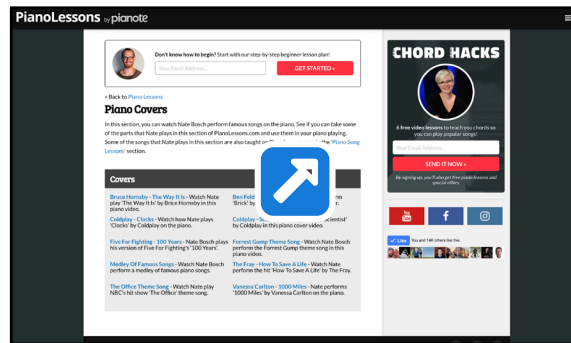 PianoLessons by pianote
Don't know how to begin? Start with our step-by-step beginner lesson plan!
Your Email Address...
GET STARTED »
« Back to Piano Lessons
Piano Covers
In this section, you can watch Nate Bosch perform famous songs on the piano. See if you can take some
of the parts that Nate plays in this section of PianoLessons.com and use them in your piano playing.
Some of the songs that Nate plays in this section are also taught on the 'Piano Song
Lessons' section.
Covers
Bruce Hornsby - The Way It Is - Watch Nate
play 'The Way It Is' by Brice Hornsby in this
piano video.
Ben Fold
'Brick' by
Coldplay - Clocks - Watch how Nate plays
'Clocks' by Coldplay on the piano.
Coldplay -
by Coldplay in this piano cover video.
Five For Fighting - 100 Years - Nate Bosch plays
his version of Five For Fighting's '100 Years'.
Forrest Gump Theme Song - Watch Nate Bosch
perform the Forrest Gump theme song in this
piano video.
Medley Of Famous Songs - Watch Nate Bosch
perform a medley of famous piano songs.
The Fray - How To Save A Life - Watch Nate
perform the hit 'How To Save A Life' by The Fray.
The Office Theme Song - Watch Nate play
NBC's hit show 'The Office' theme song.
Vanessa Carlton - 1000 Miles - Nate performs
'1000 Miles' by Vanessa Carlton on the piano.
CHORD HACKS
6 free video lessons to teach you chords so
you can play popular songs!
Your Email Address...
SEND IT NOW »
By signing up, you'll also get free piano lessons and
special offers.
You Tube
f
Like You and 14K others like this.